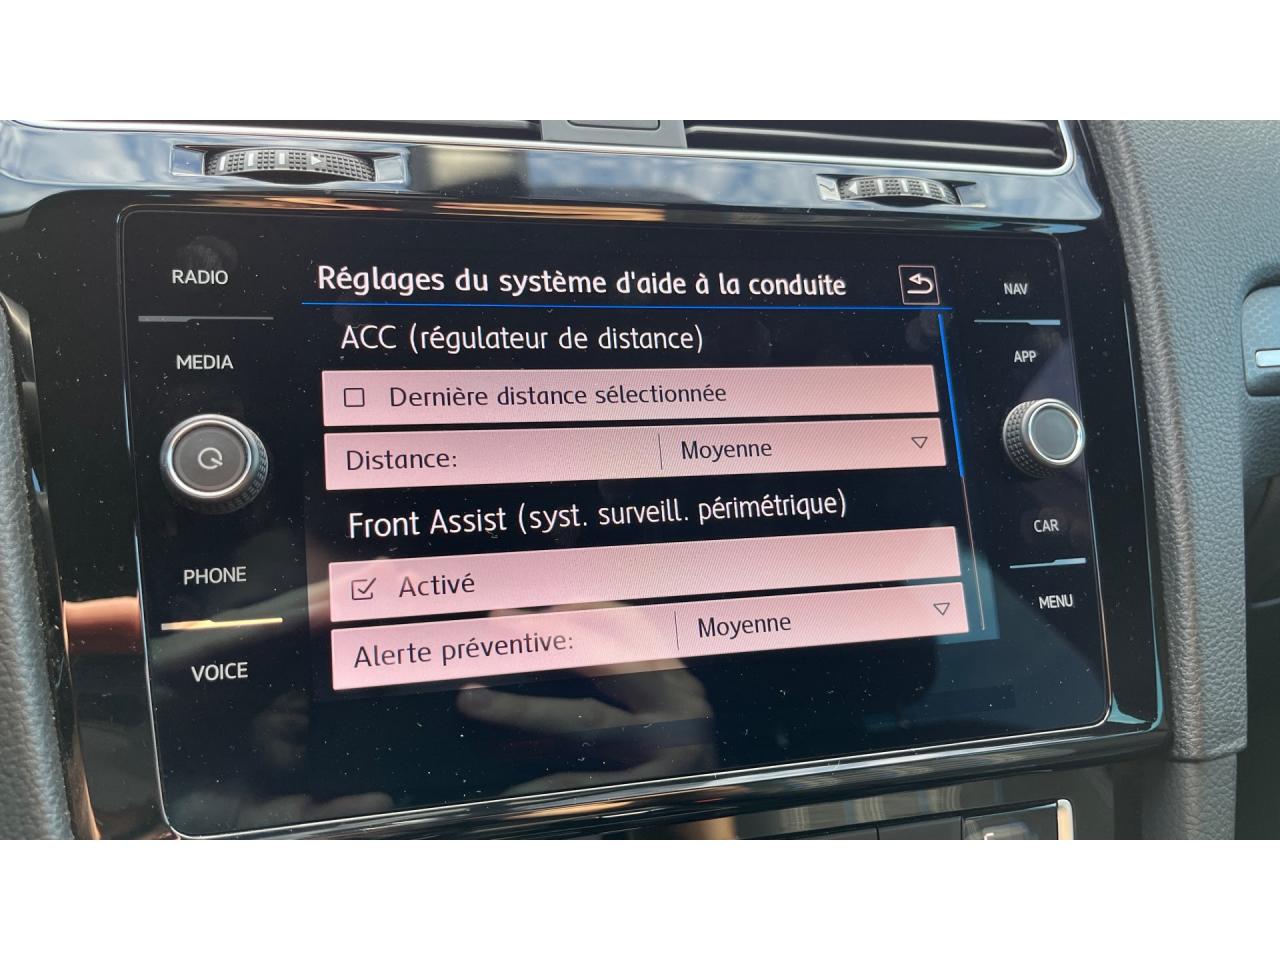 RADIO
MEDIA
PHONE
VOICE
Réglages du système d'aide à la conduite
ACC (régulateur de distance)
Dernière distance sélectionnée
Distance: Moyenne
Front Assist (syst. surveill. périmétrique)
Activé
Alerte préventive: Moyenne
NAV
APP
CAR
MENU